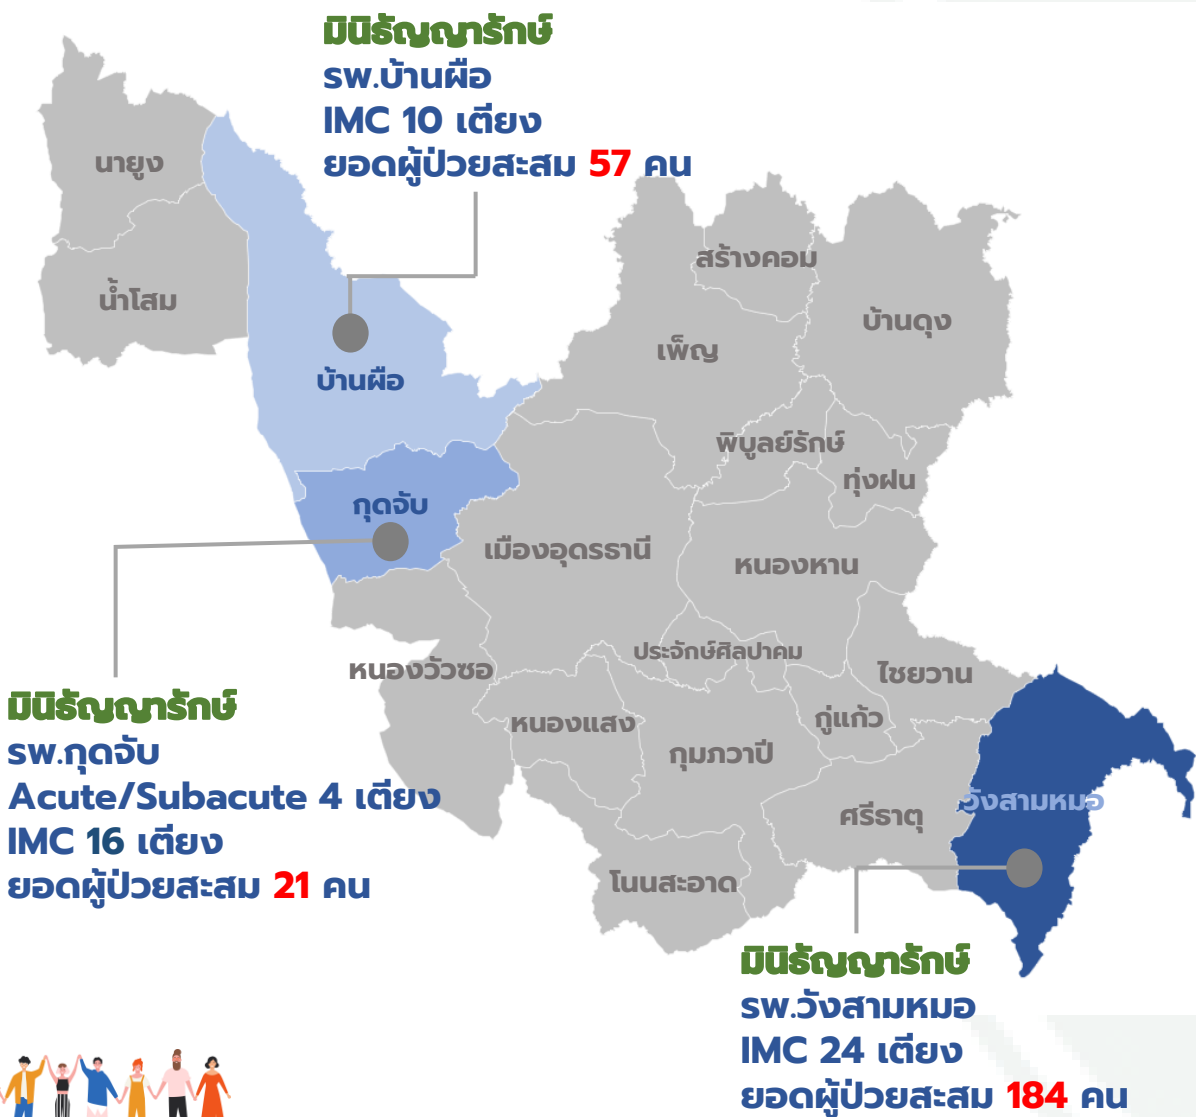 มินิธัญญารักษ์
รพ.บ้านผือ
IMC 10 เตียง
ยอดผู้ป่วยสะสม 57 คน
นายูง
น้ำโสม
สร้างคอม
บ้านดุง
เพ็ญ
บ้านผือ
พิบูลย์รักษ์
ทุ่งฝน
กุดจับ
เมืองอุดรธานี
หนองหาน
ประจักษ์ศิลปาคม
หนองวัวซอ
ไชยวาน
หนองแสง
กู่แก้ว
กุมภวาปี
วังสามหมอ
ศรีธาตุ
โนนสะอาด
มินิธัญญารักษ์
รพ.กุดจับ
Acute/Subacute 4 เตียง
IMC 16 เตียง
ยอดผู้ป่วยสะสม 21 คน
มินิธัญญารักษ์
รพ.วังสามหมอ
IMC 24 เตียง
ยอดผู้ป่วยสะสม 184 คน